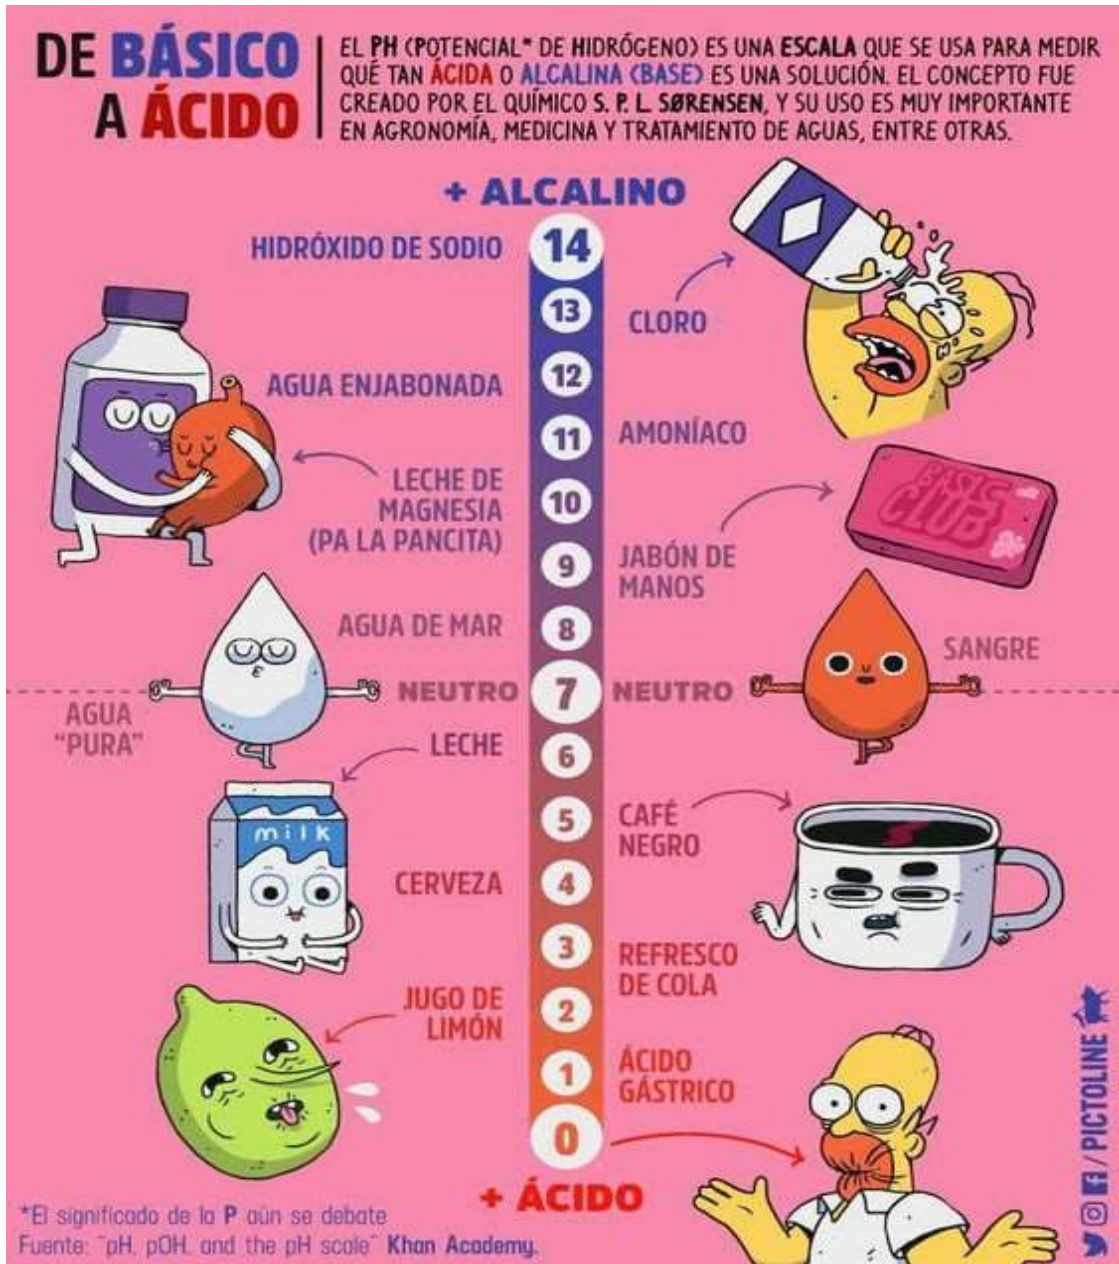 DE BÁSICO
A ÁCIDO
EL PH (POTENCIAL* DE HIDRÓGENO) ES UNA ESCALA QUE SE USA PARA MEDIR
QUÉ TAN ÁCIDA O ALCALINA (BASE) ES UNA SOLUCIÓN. EL CONCEPTO FUE
CREADO POR EL QUÍMICO S. P. L. SØRENSEN, Y SU USO ES MUY IMPORTANTE
EN AGRONOMÍA, MEDICINA Y TRATAMIENTO DE AGUAS, ENTRE OTRAS.
+ ALCALINO
HIDRÓXIDO DE SODIO
14
13
CLORO
AGUA ENJABONADA
12
11
AMONÍACO
LECHE DE
MAGNESIA
(PA LA PANCITA)
10
BASIC
CLUB
9
JABÓN DE
MANOS
AGUA DE MAR
8
SANGRE
NEUTRO
7
NEUTRO
AGUA
"PURA"
LECHE
6
milk
5
CAFÉ
NEGRO
CERVEZA
4
3
REFRESCO
DE COLA
JUGO DE
LIMÓN
2
1
ÁCIDO
GÁSTRICO
0
+ ÁCIDO
*El significado de la P aún se debate
Fuente: "pH, pOH, and the pH scale" Khan Academy.
/PICTOLINE